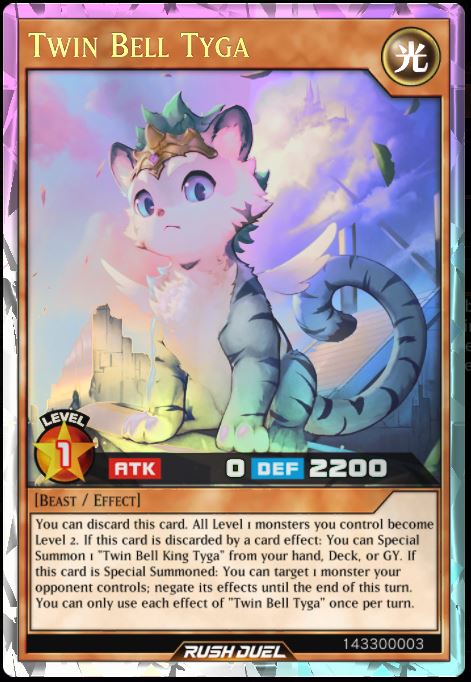 TWIN BELL TYGA
光
LEVEL
1
ATK 0 DEF 2200
[BEAST / EFFECT]
You can discard this card. All Level 1 monsters you control become
Level 2. If this card is discarded by a card effect: You can Special
Summon 1 "Twin Bell King Tyga" from your hand, Deck, or GY. If
this card is Special Summoned: You can target 1 monster your
opponent controls; negate its effects until the end of this turn.
You can only use each effect of "Twin Bell Tyga" once per turn.
143300003
RUSH DUEL